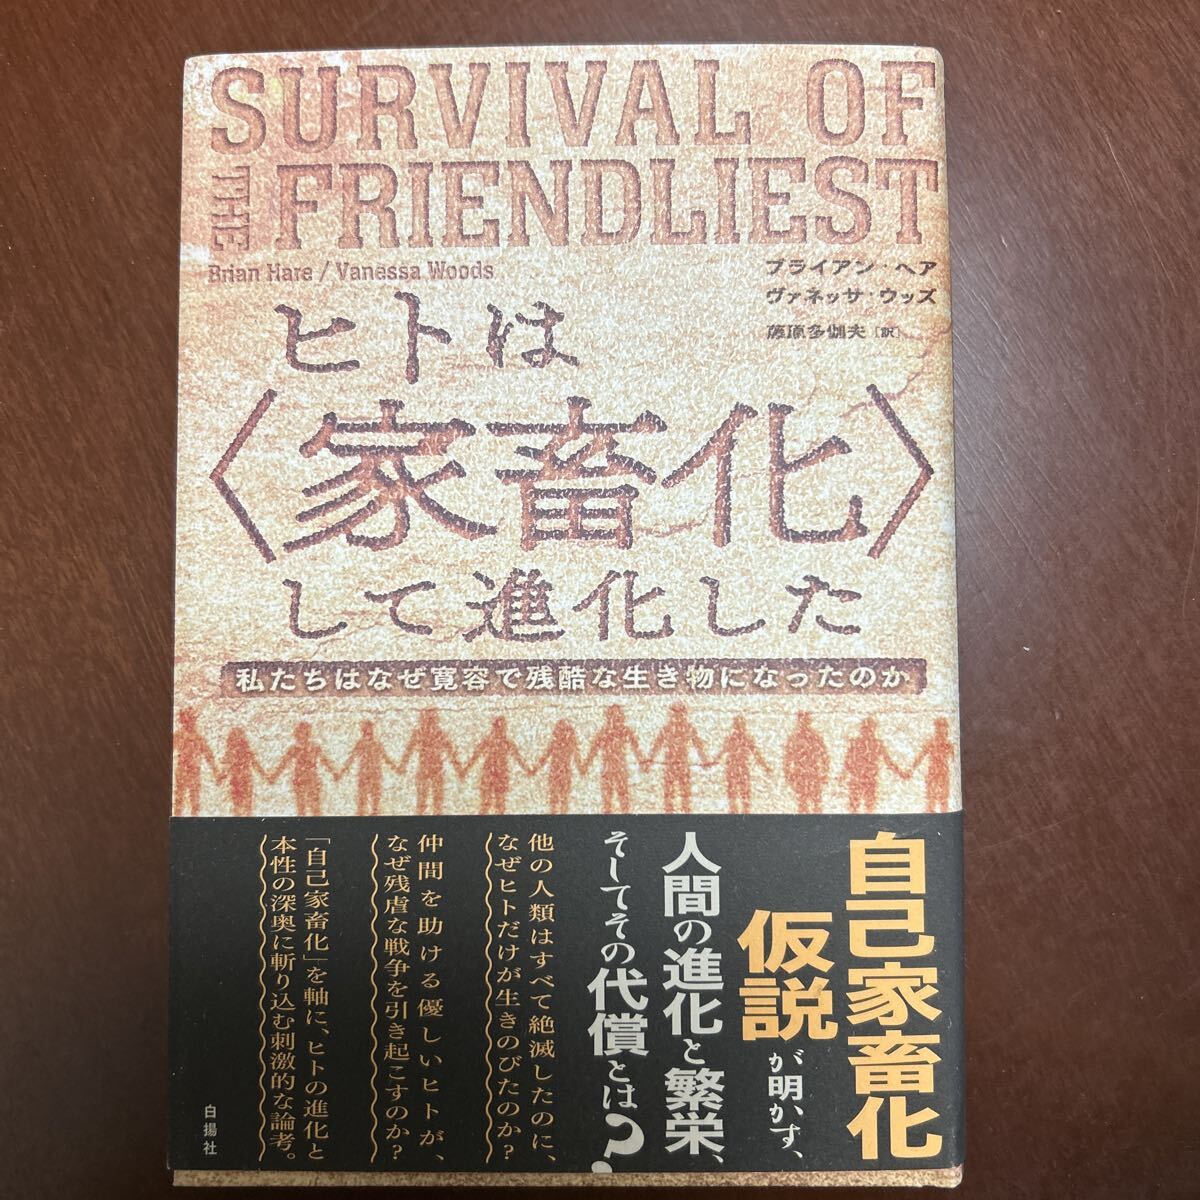 SURVIVAL OF
THE FRIENDLIEST
Brian Hare / Vanessa Woods
ブライアン・ヘア
ヴァネッサ・ウッズ
藤原多伽夫[訳]
ヒトは
〈家畜化〉
して進化した
私たちはなぜ寛容で残酷な生き物になったのか
自己家畜化
仮説が明かす、
人間の進化と繁栄、
そしてその代償とは?
他の人類はすべて絶滅したのに、
なぜヒトだけが生きのびたのか?
仲間を助ける優しいヒトが、
なぜ残虐な戦争を引き起こすのか?
「自己家畜化」を軸に、ヒトの進化と
本性の深奥に斬り込む刺激的な論考。
白揚社